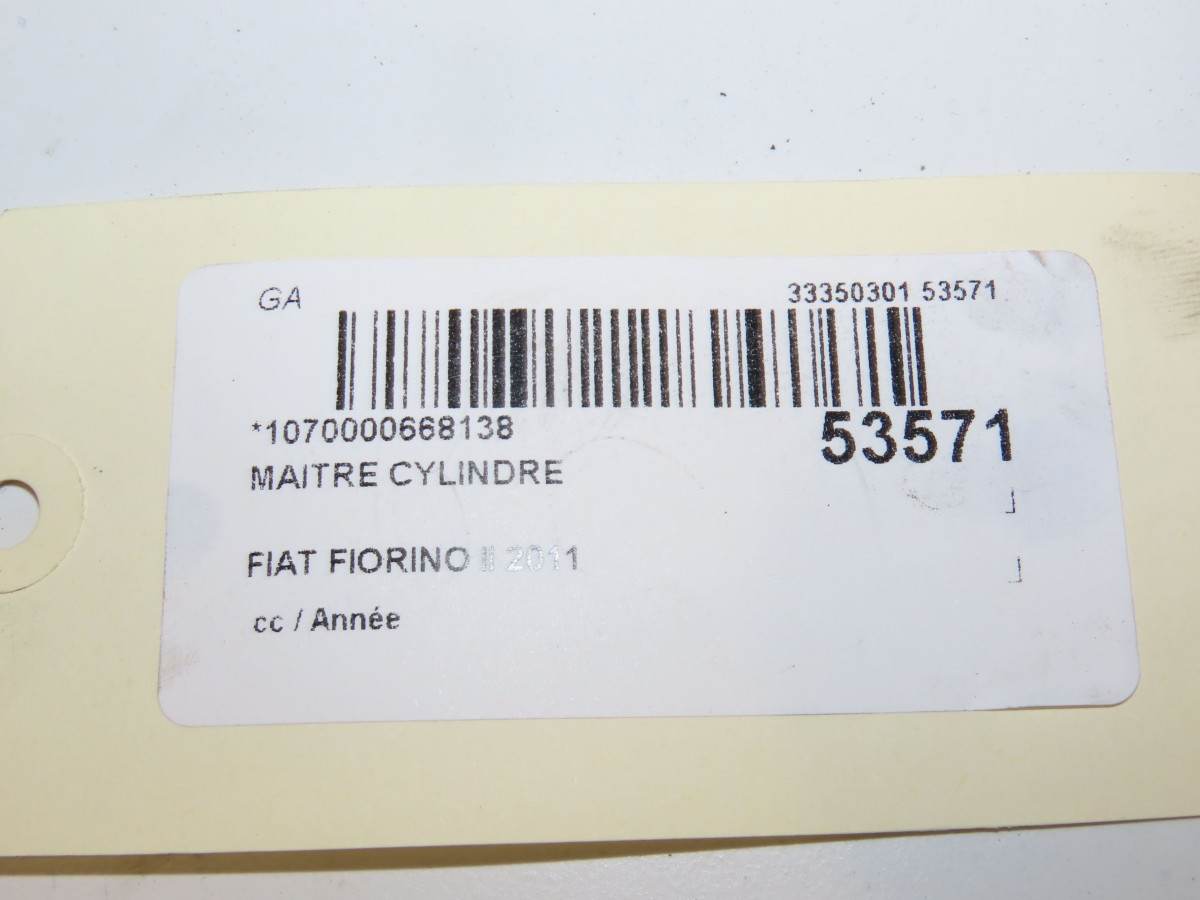 GA 33350301 53571
*1070000668138 53571
MAITRE CYLINDRE
FIAT FIORINO II 2011
cc / Année